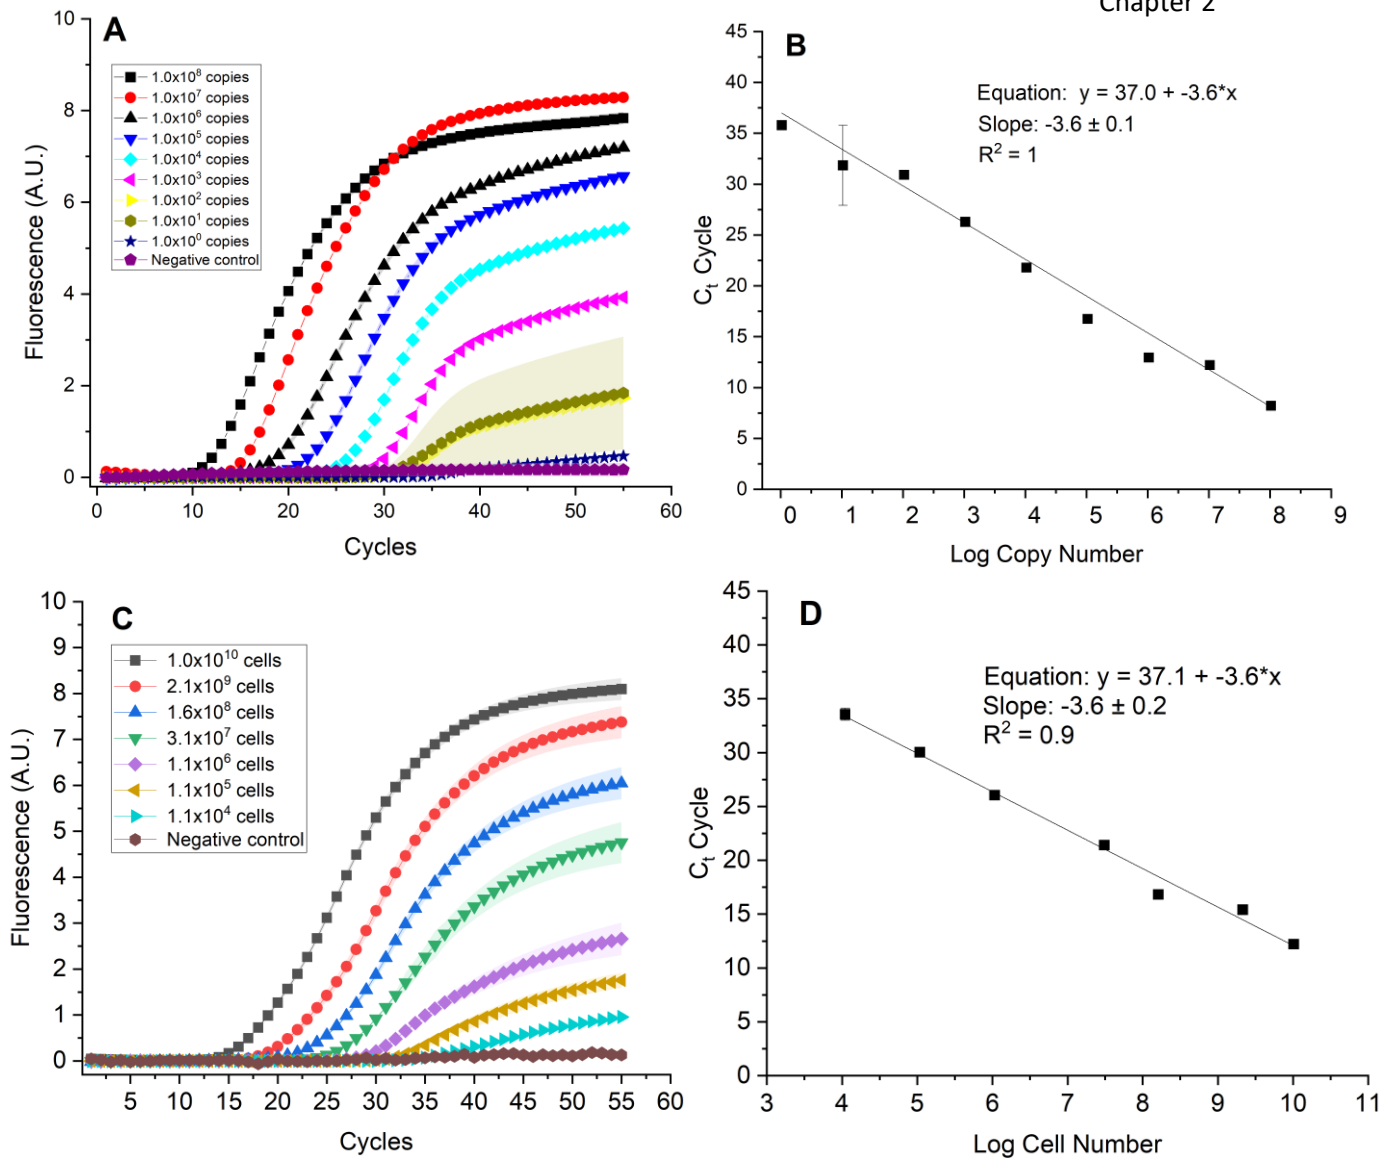 Chapter 2
A
10
8
6
4
2
0
Fluorescence (A.U.)
1.0x10⁸ copies
1.0x10⁷ copies
1.0x10⁶ copies
1.0x10⁵ copies
1.0x10⁴ copies
1.0x10³ copies
1.0x10² copies
1.0x10¹ copies
1.0x10⁰ copies
Negative control
0 10 20 30 40 50 60
Cycles
B
45
40
35
30
25
20
15
10
5
0
Cₜ Cycle
Equation: y = 37.0 + -3.6*x
Slope: -3.6 ± 0.1
R² = 1
0 1 2 3 4 5 6 7 8 9
Log Copy Number
C
10
9
8
7
6
5
4
3
2
1
0
Fluorescence (A.U.)
1.0x10¹⁰ cells
2.1x10⁹ cells
1.6x10⁸ cells
3.1x10⁷ cells
1.1x10⁶ cells
1.1x10⁵ cells
1.1x10⁴ cells
Negative control
5 10 15 20 25 30 35 40 45 50 55 60
Cycles
D
45
40
35
30
25
20
15
10
5
0
Cₜ Cycle
Equation: y = 37.1 + -3.6*x
Slope: -3.6 ± 0.2
R² = 0.9
3 4 5 6 7 8 9 10 11
Log Cell Number